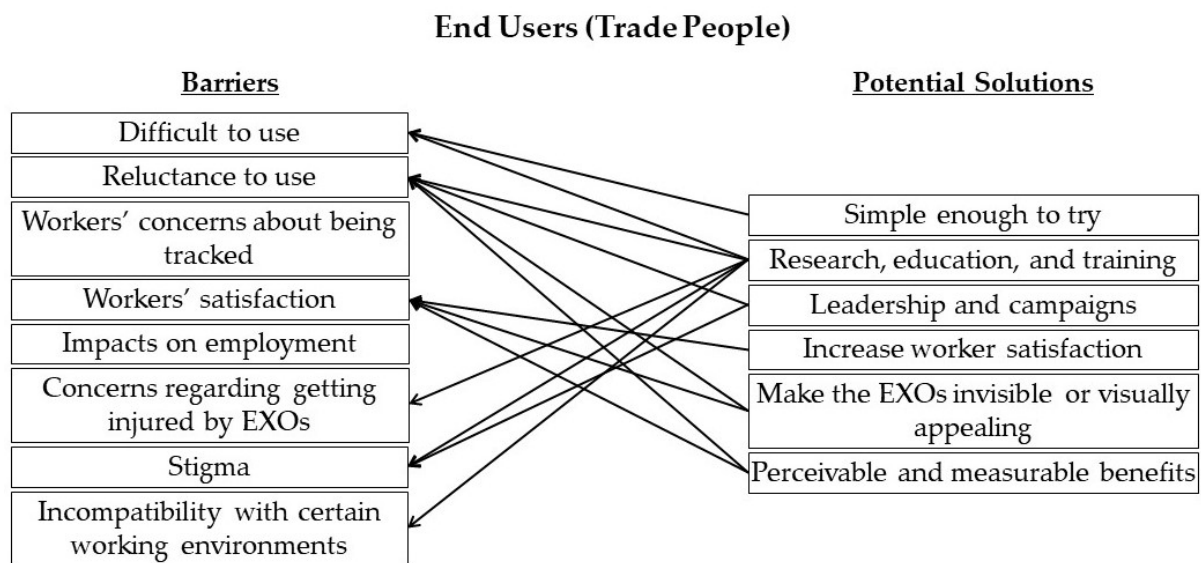 End Users (Trade People)
Barriers
Difficult to use
Reluctance to use
Workers’ concerns about being
tracked
Workers’ satisfaction
Impacts on employment
Concerns regarding getting
injured by EXOs
Stigma
Incompatibility with certain
working environments
Potential Solutions
Simple enough to try
Research, education, and training
Leadership and campaigns
Increase worker satisfaction
Make the EXOs invisible or visually
appealing
Perceivable and measurable benefits